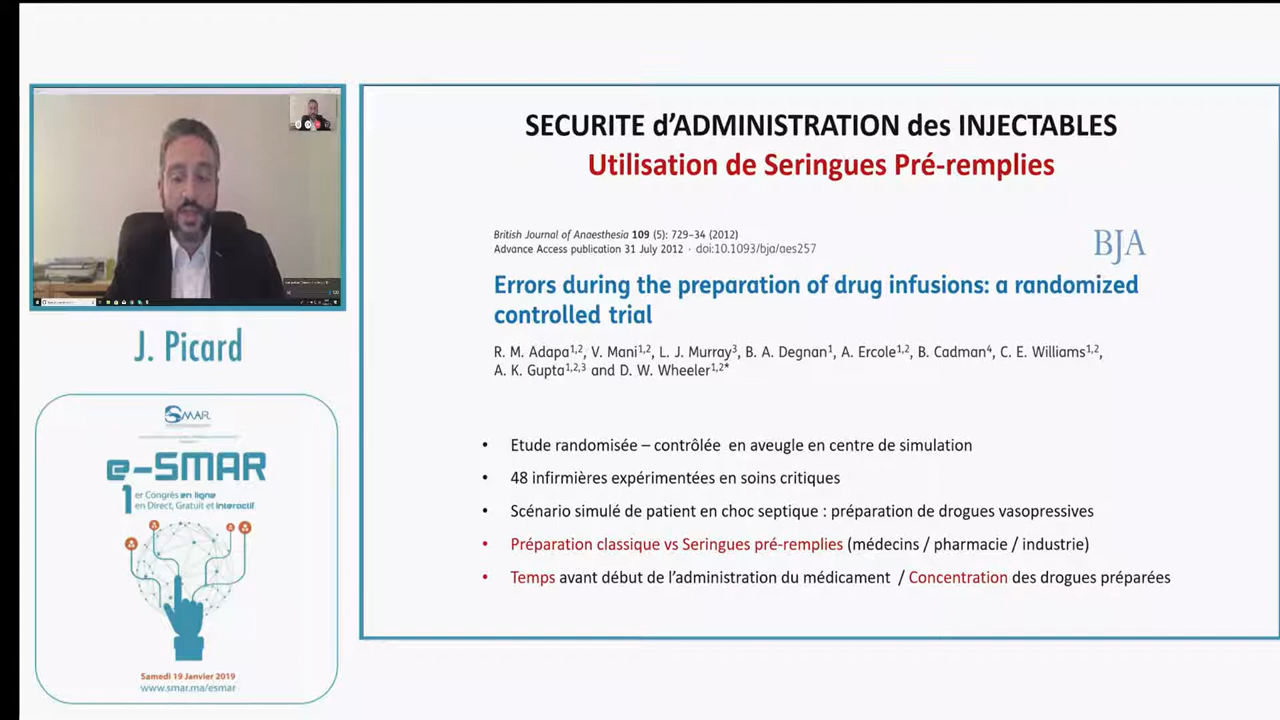 SECURITE d'ADMINISTRATION des INJECTABLES
Utilisation de Seringues Pré-remplies
British Journal of Anaesthesia 109 (5): 729–34 (2012)
Advance Access publication 31 July 2012 · doi:10.1093/bja/aes257
BJA
Errors during the preparation of drug infusions: a randomized
controlled trial
R. M. Adapa1,2, V. Mani1,2, L. J. Murray3, B. A. Degnan1, A. Ercole1,2, B. Cadman4, C. E. Williams1,2,
A. K. Gupta1,2,3 and D. W. Wheeler1,2*
• Etude randomisée – contrôlée en aveugle en centre de simulation
• 48 infirmières expérimentées en soins critiques
• Scénario simulé de patient en choc septique : préparation de drogues vasopressives
• Préparation classique vs Seringues pré-remplies (médecins / pharmacie / industrie)
• Temps avant début de l'administration du médicament / Concentration des drogues préparées
J. Picard
SMAR
e-SMAR
1er Congrès en ligne
en Direct, Gratuit et Interactif
Samedi 19 Janvier 2019
www.smar.ma/esmar